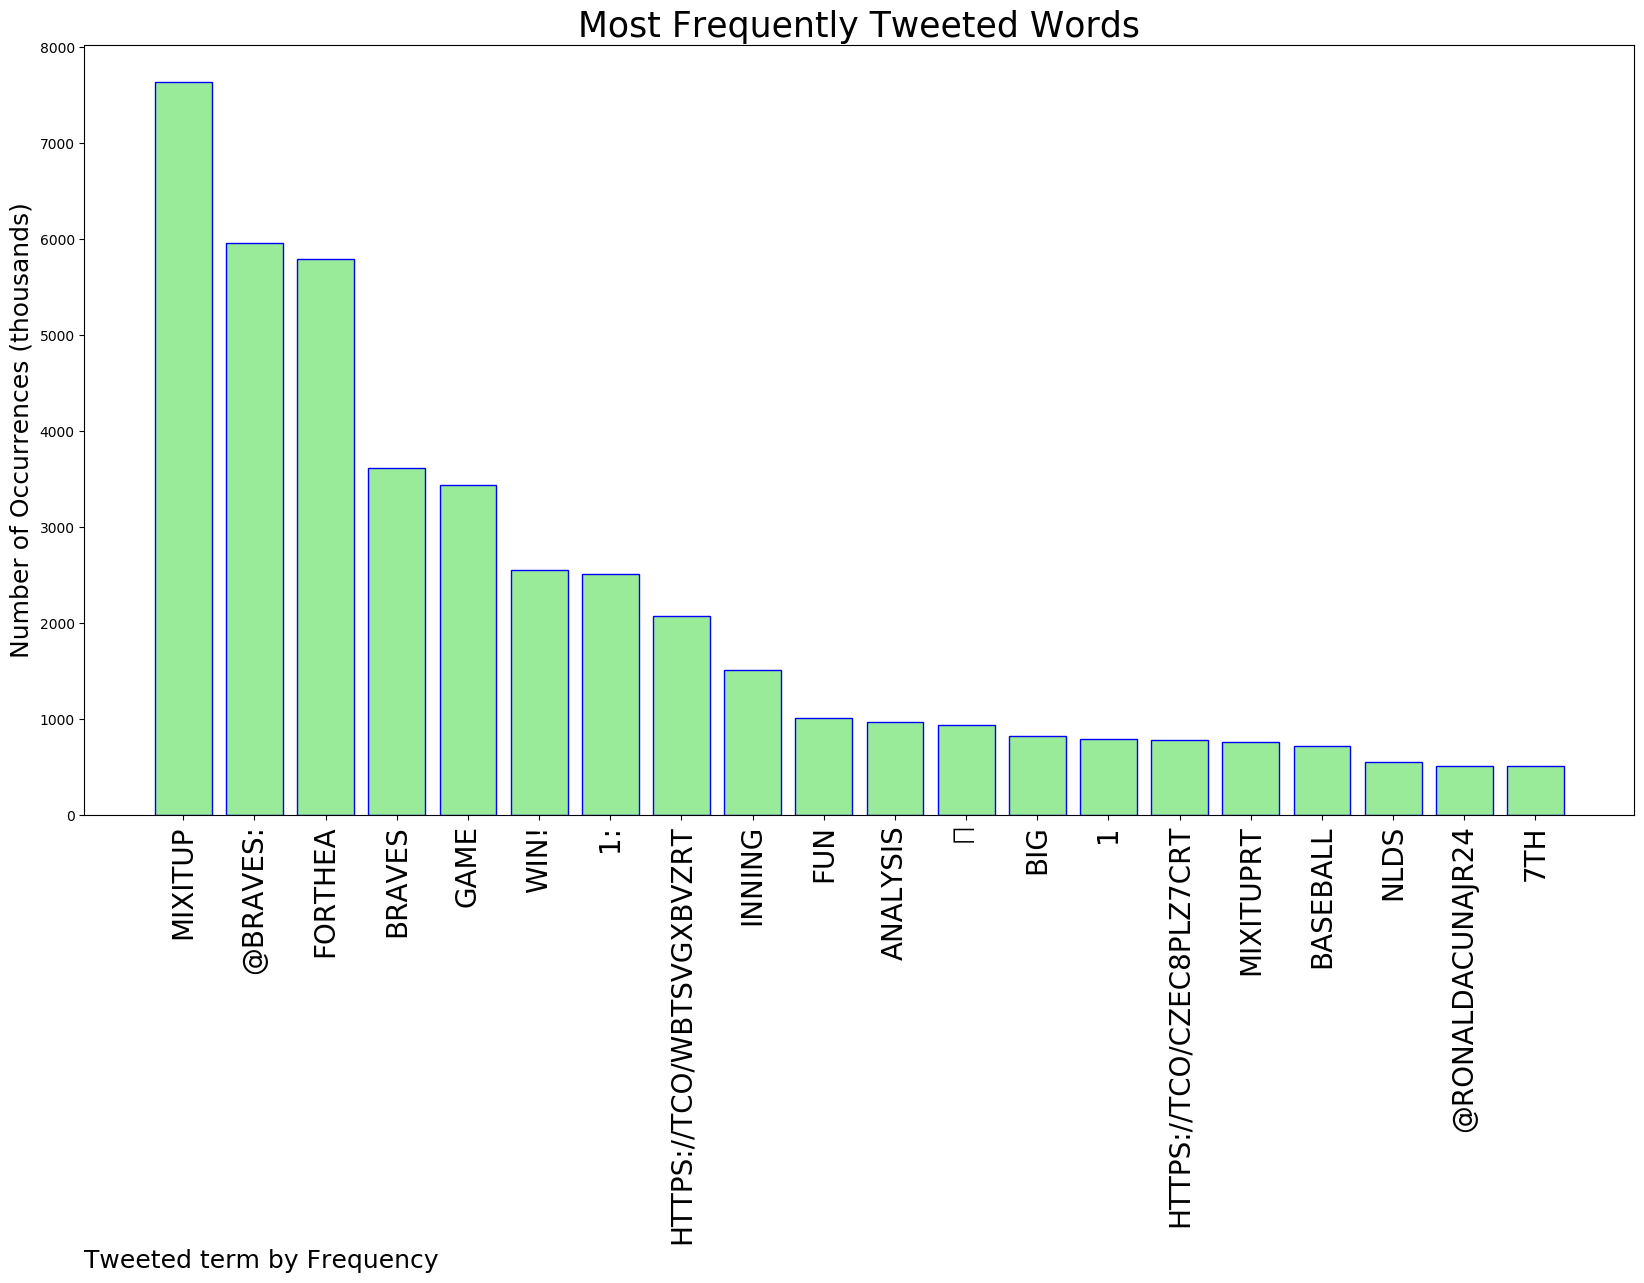 Most Frequently Tweeted Words
Number of Occurrences (thousands)
8000
7000
6000
5000
4000
3000
2000
1000
0
MIXITUP
@BRAVES:
FORTHEA
BRAVES
GAME
WIN!
1:
HTTPS://TCO/WBTSVGXBVZRT
INNING
FUN
ANALYSIS
BIG
1
HTTPS://TCO/CZEC8PLZ7CRT
MIXITUPRT
BASEBALL
NLDS
@RONALDACUNAJR24
7TH
Tweeted term by Frequency